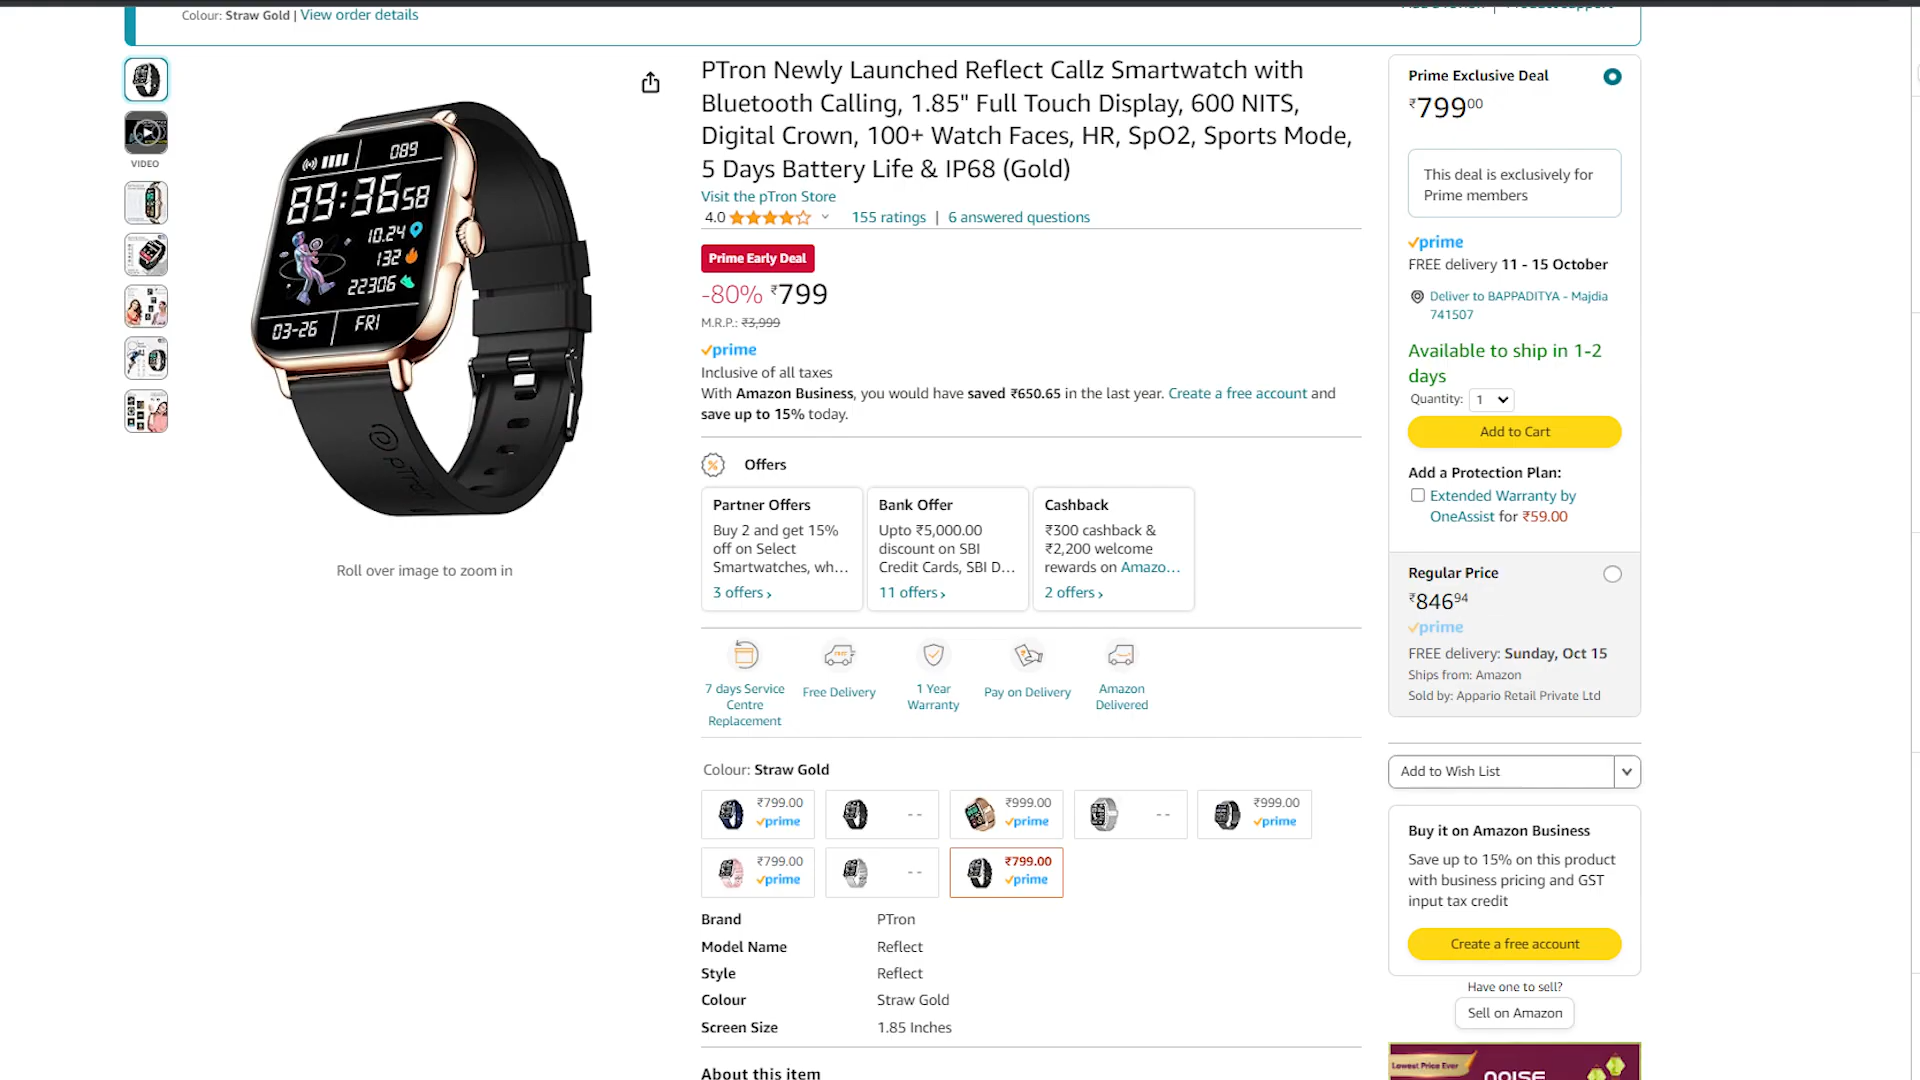 Colour: Straw Gold | View order details
VIDEO
089
89:36 58
10.24
132
22306
03-26 FRI
pTron
Roll over image to zoom in
PTron Newly Launched Reflect Callz Smartwatch with
Bluetooth Calling, 1.85" Full Touch Display, 600 NITS,
Digital Crown, 100+ Watch Faces, HR, SpO2, Sports Mode,
5 Days Battery Life & IP68 (Gold)
Visit the pTron Store
4.0 155 ratings | 6 answered questions
Prime Early Deal
-80% ₹799
M.R.P.: ₹3,999
prime
Inclusive of all taxes
With Amazon Business, you would have saved ₹650.65 in the last year. Create a free account and
save up to 15% today.
Offers
Partner Offers
Buy 2 and get 15%
off on Select
Smartwatches, wh…
3 offers ›
Bank Offer
Upto ₹5,000.00
discount on SBI
Credit Cards, SBI D…
11 offers ›
Cashback
₹300 cashback &
₹2,200 welcome
rewards on Amazo…
2 offers ›
7 days Service
Centre
Replacement
Free Delivery
1 Year
Warranty
Pay on Delivery
Amazon
Delivered
Colour: Straw Gold
₹799.00
prime
--
₹999.00
prime
--
₹999.00
prime
₹799.00
prime
--
₹799.00
prime
Brand PTron
Model Name Reflect
Style Reflect
Colour Straw Gold
Screen Size 1.85 Inches
About this item
Prime Exclusive Deal
₹799 00
This deal is exclusively for
Prime members
prime
FREE delivery 11 - 15 October
Deliver to BAPPADITYA - Majdia
741507
Available to ship in 1-2
days
Quantity: 1
Add to Cart
Add a Protection Plan:
Extended Warranty by
OneAssist for ₹59.00
Regular Price
₹846 94
prime
FREE delivery: Sunday, Oct 15
Ships from: Amazon
Sold by: Appario Retail Private Ltd
Add to Wish List
Buy it on Amazon Business
Save up to 15% on this product
with business pricing and GST
input tax credit
Create a free account
Have one to sell?
Sell on Amazon
Lowest Price Ever
noise